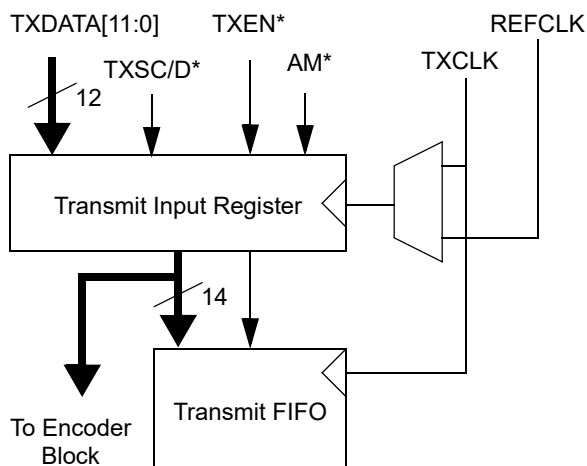 TXDATA[11:0]
TXEN*
REFCLK
TXSC/D*
AM*
TXCLK
12
Transmit Input Register
14
Transmit FIFO
To Encoder
Block